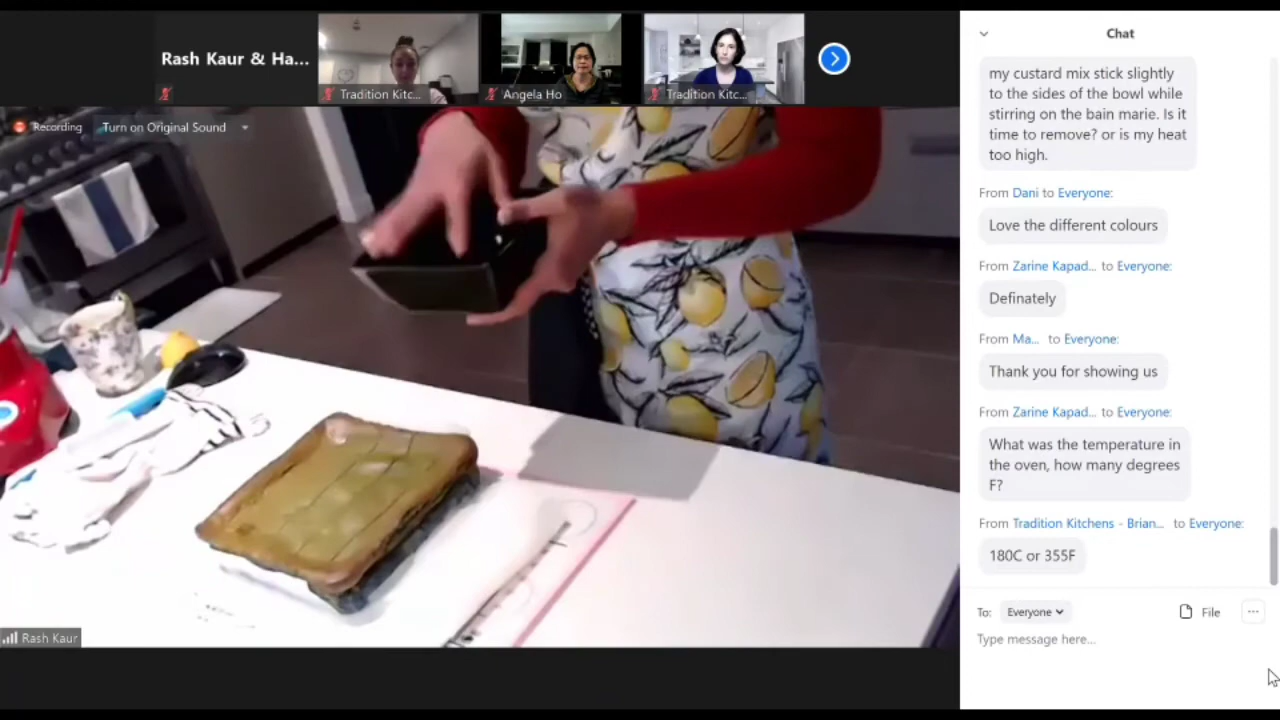 Rash Kaur & Ha...
Tradition Kitc...
Angela Ho
Tradition Kitc...
Recording
Turn on Original Sound
Rash Kaur
Chat
my custard mix stick slightly
to the sides of the bowl while
stirring on the bain marie. Is it
time to remove? or is my heat
too high.
From Dani to Everyone:
Love the different colours
From Zarine Kapad... to Everyone:
Definately
From Ma... to Everyone:
Thank you for showing us
From Zarine Kapad... to Everyone:
What was the temperature in
the oven, how many degrees
F?
From Tradition Kitchens - Brian... to Everyone:
180C or 355F
To: Everyone
File
Type message here...